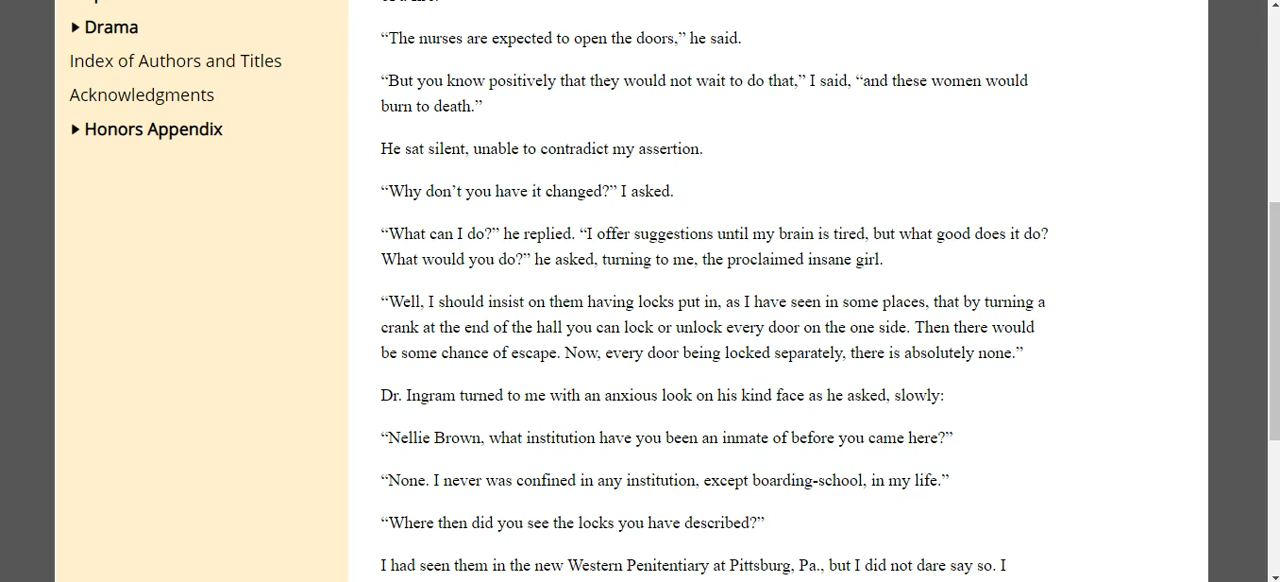 Drama
Index of Authors and Titles
Acknowledgments
Honors Appendix
“The nurses are expected to open the doors,” he said.
“But you know positively that they would not wait to do that,” I said, “and these women would
burn to death.”
He sat silent, unable to contradict my assertion.
“Why don’t you have it changed?” I asked.
“What can I do?” he replied. “I offer suggestions until my brain is tired, but what good does it do?
What would you do?” he asked, turning to me, the proclaimed insane girl.
“Well, I should insist on them having locks put in, as I have seen in some places, that by turning a
crank at the end of the hall you can lock or unlock every door on the one side. Then there would
be some chance of escape. Now, every door being locked separately, there is absolutely none.”
Dr. Ingram turned to me with an anxious look on his kind face as he asked, slowly:
“Nellie Brown, what institution have you been an inmate of before you came here?”
“None. I never was confined in any institution, except boarding-school, in my life.”
“Where then did you see the locks you have described?”
I had seen them in the new Western Penitentiary at Pittsburg, Pa., but I did not dare say so. I